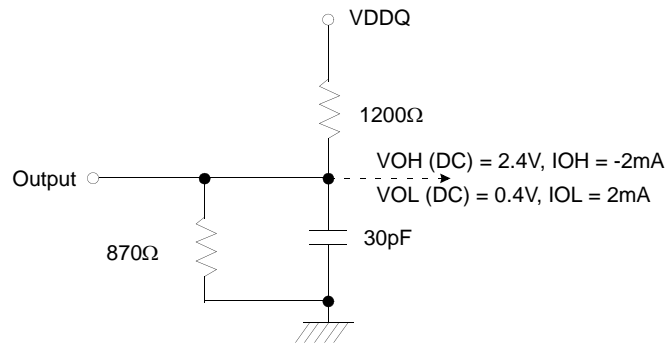 VDDQ
1200Ω
VOH (DC) = 2.4V, IOH = -2mA
Output
VOL (DC) = 0.4V, IOL = 2mA
870Ω
30pF